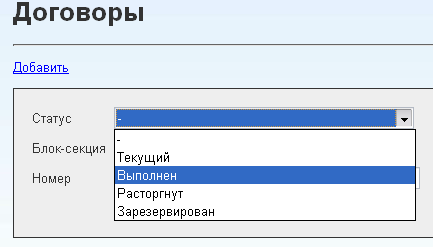 Договоры
Добавить
Статус -
-
Блок-секция
Текущий
Номер Выполнен
Расторгнут
Зарезервирован